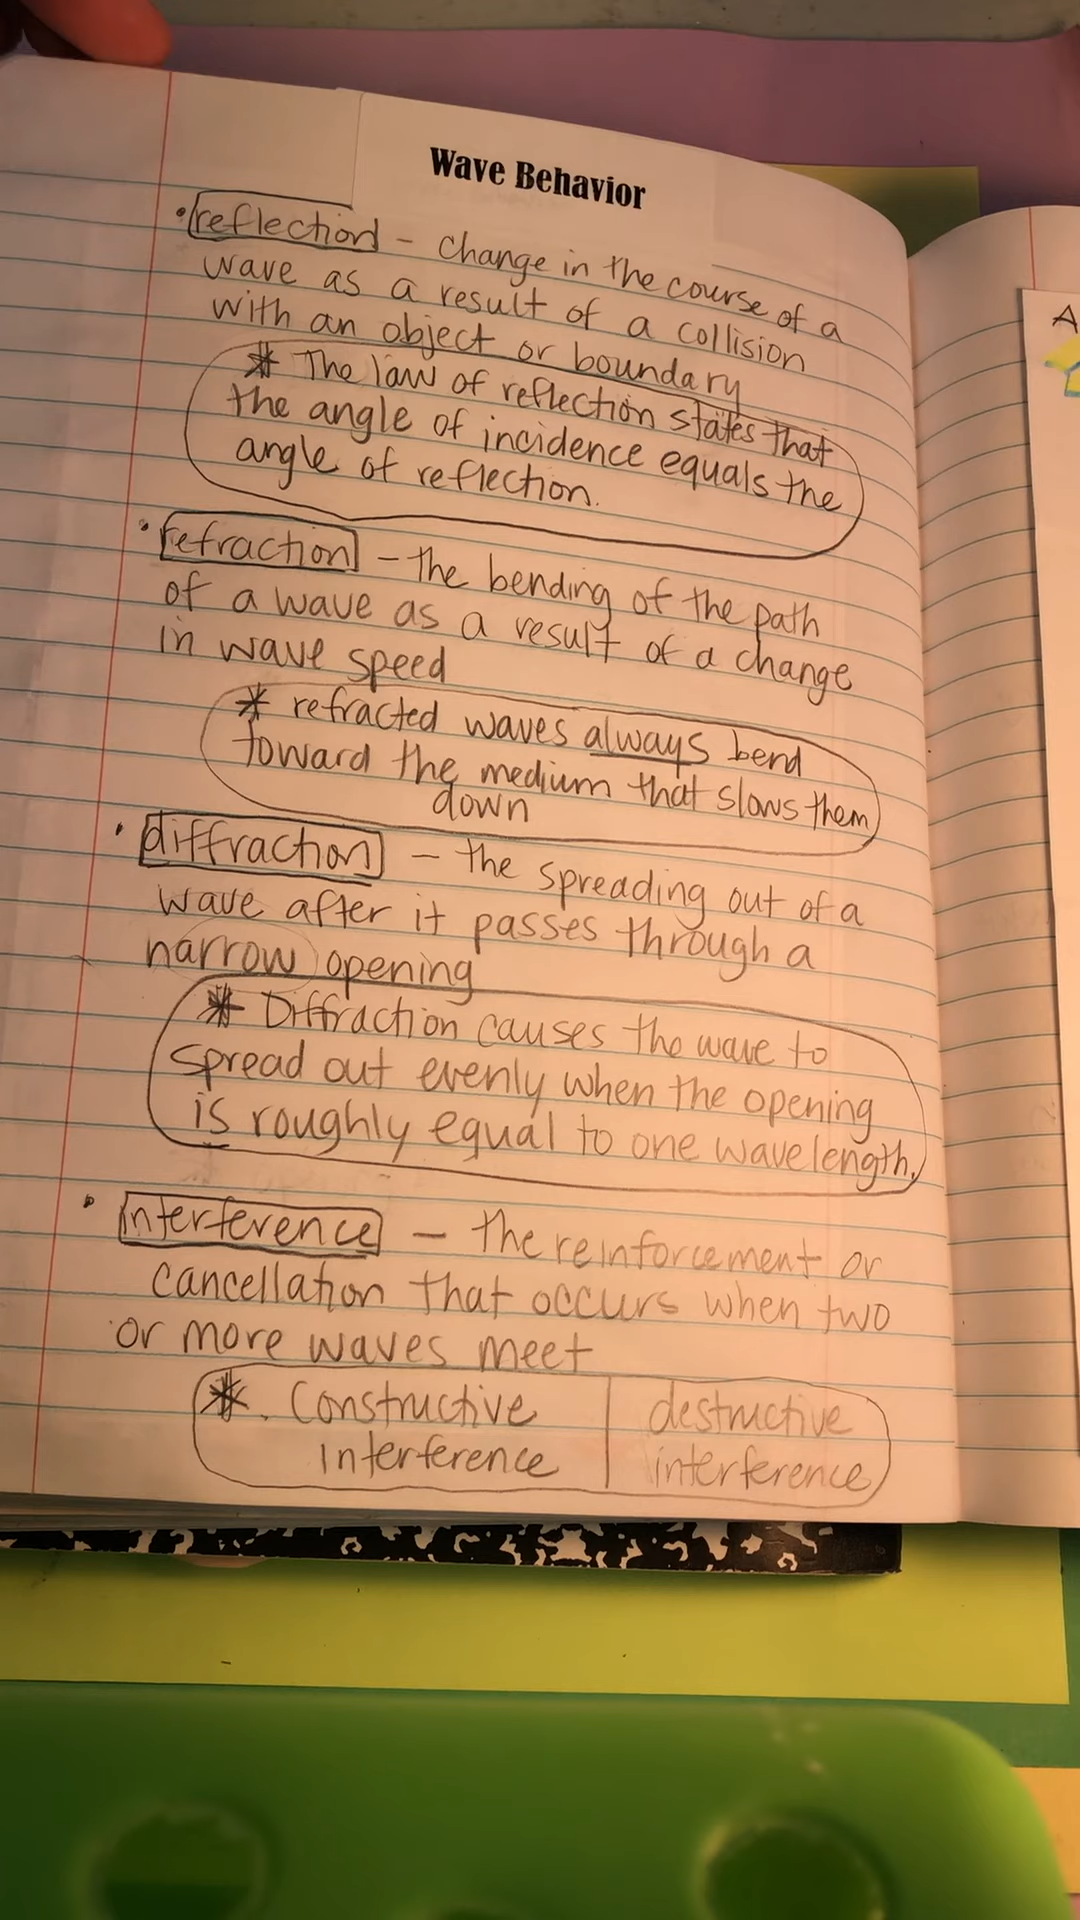 Wave Behavior
• reflection - change in the course of a
wave as a result of a collision
with an object or boundary
* The law of reflection states that
the angle of incidence equals the
angle of reflection.
• refraction - the bending of the path
of a wave as a result of a change
in wave speed
* refracted waves always bend
toward the medium that slows them
down
• diffraction - the spreading out of a
wave after it passes through a
narrow opening
* Diffraction causes the wave to
spread out evenly when the opening
is roughly equal to one wavelength.
• interference - the reinforcement or
cancellation that occurs when two
or more waves meet
* . Constructive | destructive
interference | interference
A